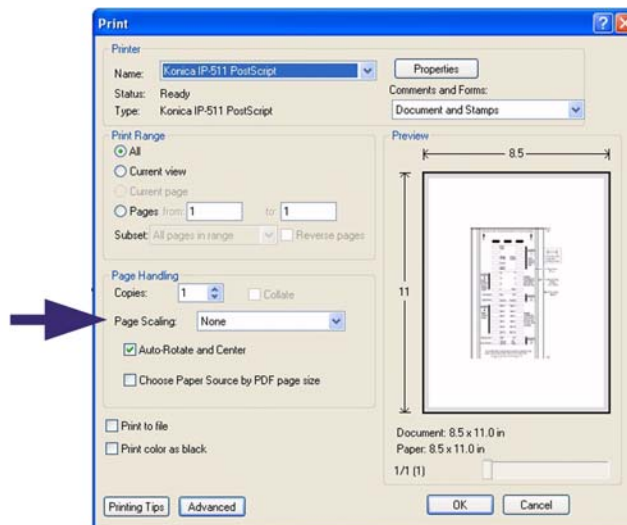 Print
Printer
Name: Konica IP-511 PostScript
Properties
Status: Ready
Comments and Forms:
Type: Konica IP-511 PostScript
Document and Stamps
Print Range
All
Current view
Current page
Pages from: 1 to: 1
Subset: All pages in range
Reverse pages
Page Handling
Copies: 1
Collate
Page Scaling: None
Auto-Rotate and Center
Choose Paper Source by PDF page size
Print to file
Print color as black
Preview
8.5
11
Document: 8.5 x 11.0 in
Paper: 8.5 x 11.0 in
1/1 (1)
Printing Tips
Advanced
OK
Cancel